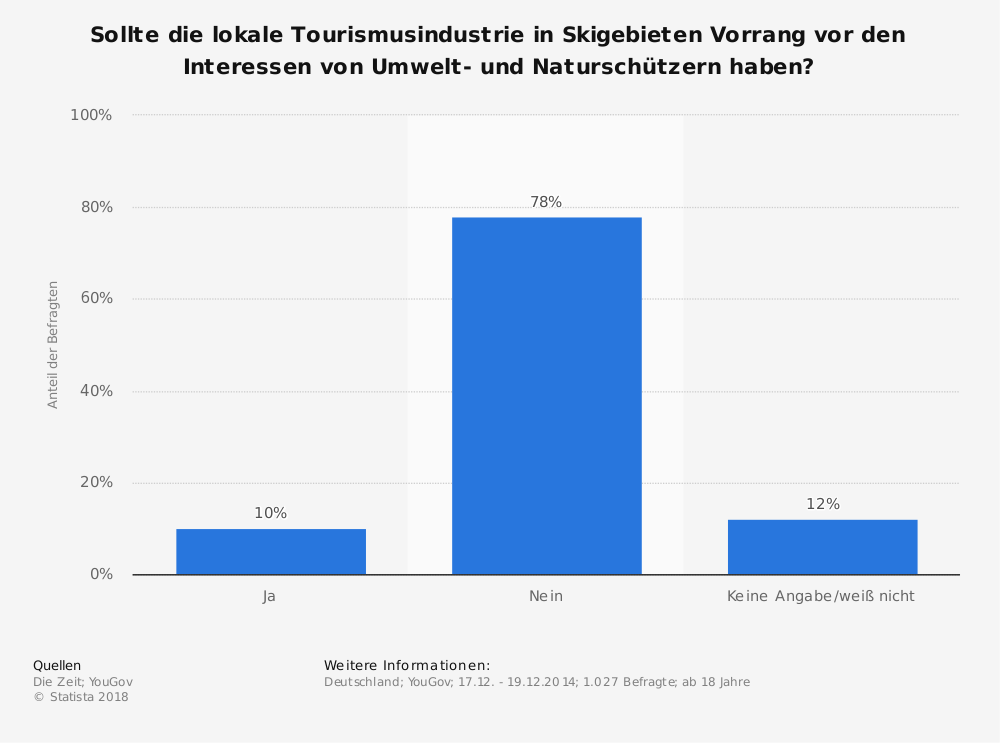 Sollte die lokale Tourismusindustrie in Skigebieten Vorrang vor den
Interessen von Umwelt- und Naturschützern haben?
100%
80%
60%
40%
20%
0%
Anteil der Befragten
10%
78%
12%
Ja
Nein
Keine Angabe/weiß nicht
Quellen
Die Zeit; YouGov
© Statista 2018
Weitere Informationen:
Deutschland; YouGov; 17.12. - 19.12.2014; 1.027 Befragte; ab 18 Jahre